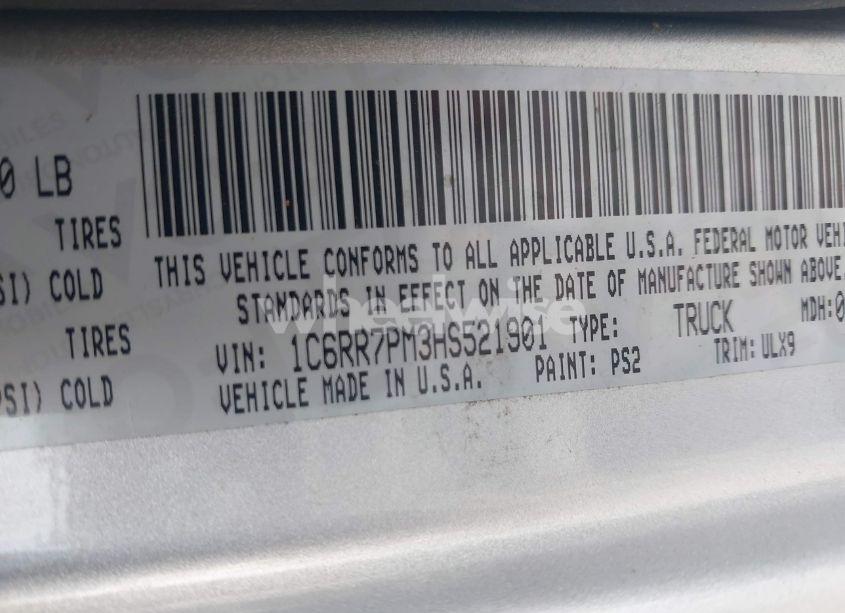 0 LB
TIRES
SI) COLD
TIRES
PSI) COLD
THIS VEHICLE CONFORMS TO ALL APPLICABLE U.S.A. FEDERAL MOTOR VEHI
STANDARDS IN EFFECT ON THE DATE OF MANUFACTURE SHOWN ABOVE.
VIN: 1C6RR7PM3HS521901 TYPE: TRUCK MDH:0
VEHICLE MADE IN U.S.A. PAINT: PS2 TRIM: ULX9
wheelwise